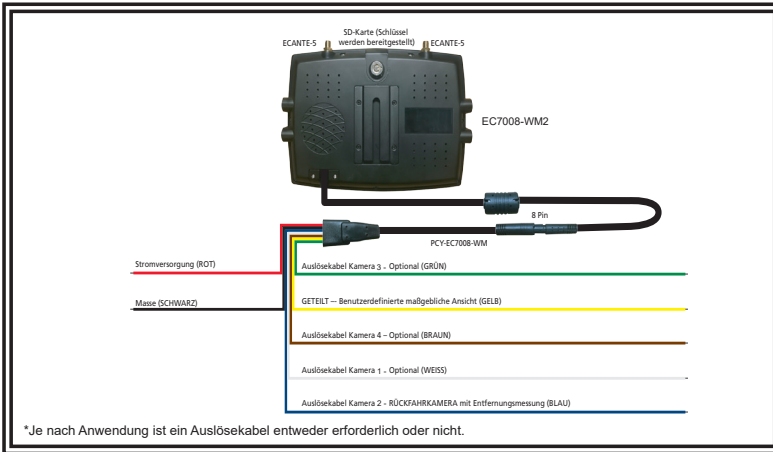 SD-Karte (Schlüssel
werden bereitgestellt)
ECANTE-5
ECANTE-5
EC7008-WM2
8 Pin
PCY-EC7008-WM
Stromversorgung (ROT)
Auslösekabel Kamera 3 - Optional (GRÜN)
Masse (SCHWARZ)
GETEILT -- Benutzerdefinierte maßgebliche Ansicht (GELB)
Auslösekabel Kamera 4 – Optional (BRAUN)
Auslösekabel Kamera 1 - Optional (WEISS)
Auslösekabel Kamera 2 - RÜCKFAHRKAMERA mit Entfernungsmessung (BLAU)
*Je nach Anwendung ist ein Auslösekabel entweder erforderlich oder nicht.